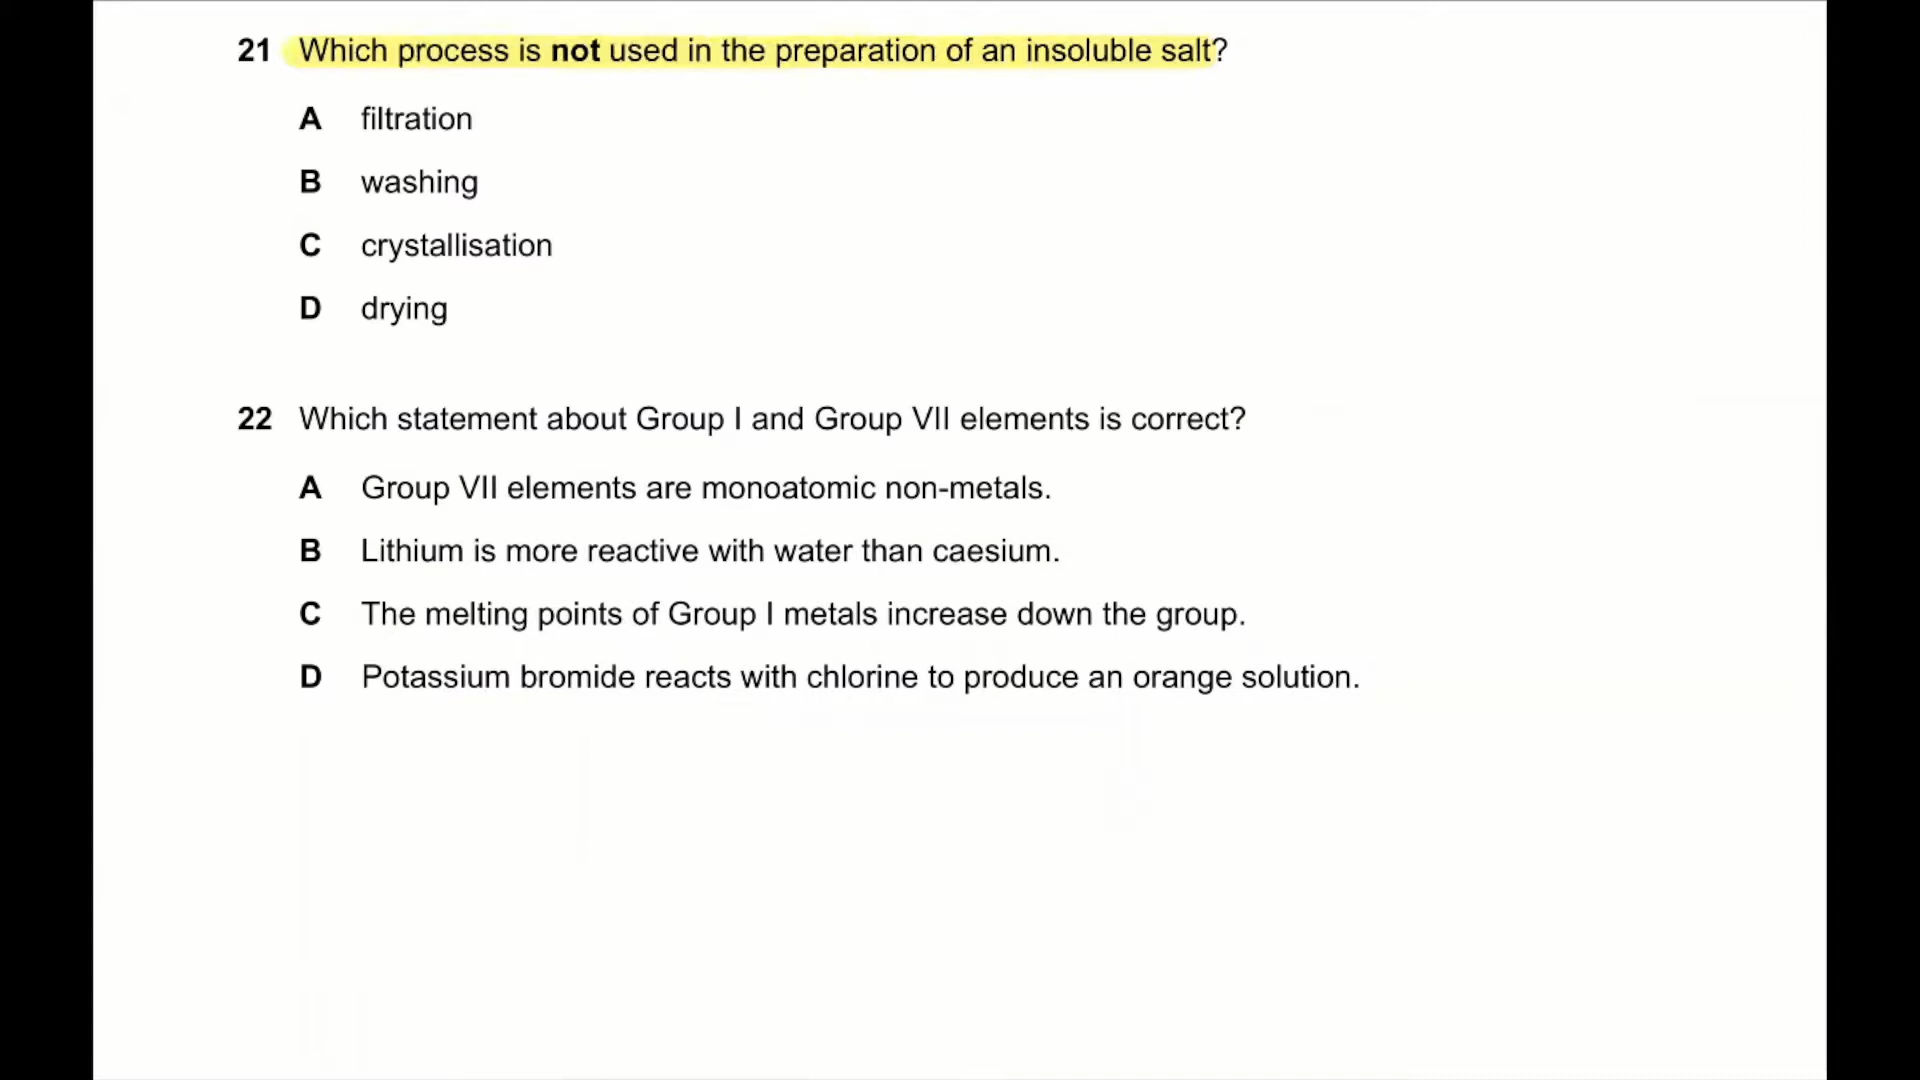 21 Which process is not used in the preparation of an insoluble salt?
A filtration
B washing
C crystallisation
D drying
22 Which statement about Group I and Group VII elements is correct?
A Group VII elements are monoatomic non-metals.
B Lithium is more reactive with water than caesium.
C The melting points of Group I metals increase down the group.
D Potassium bromide reacts with chlorine to produce an orange solution.